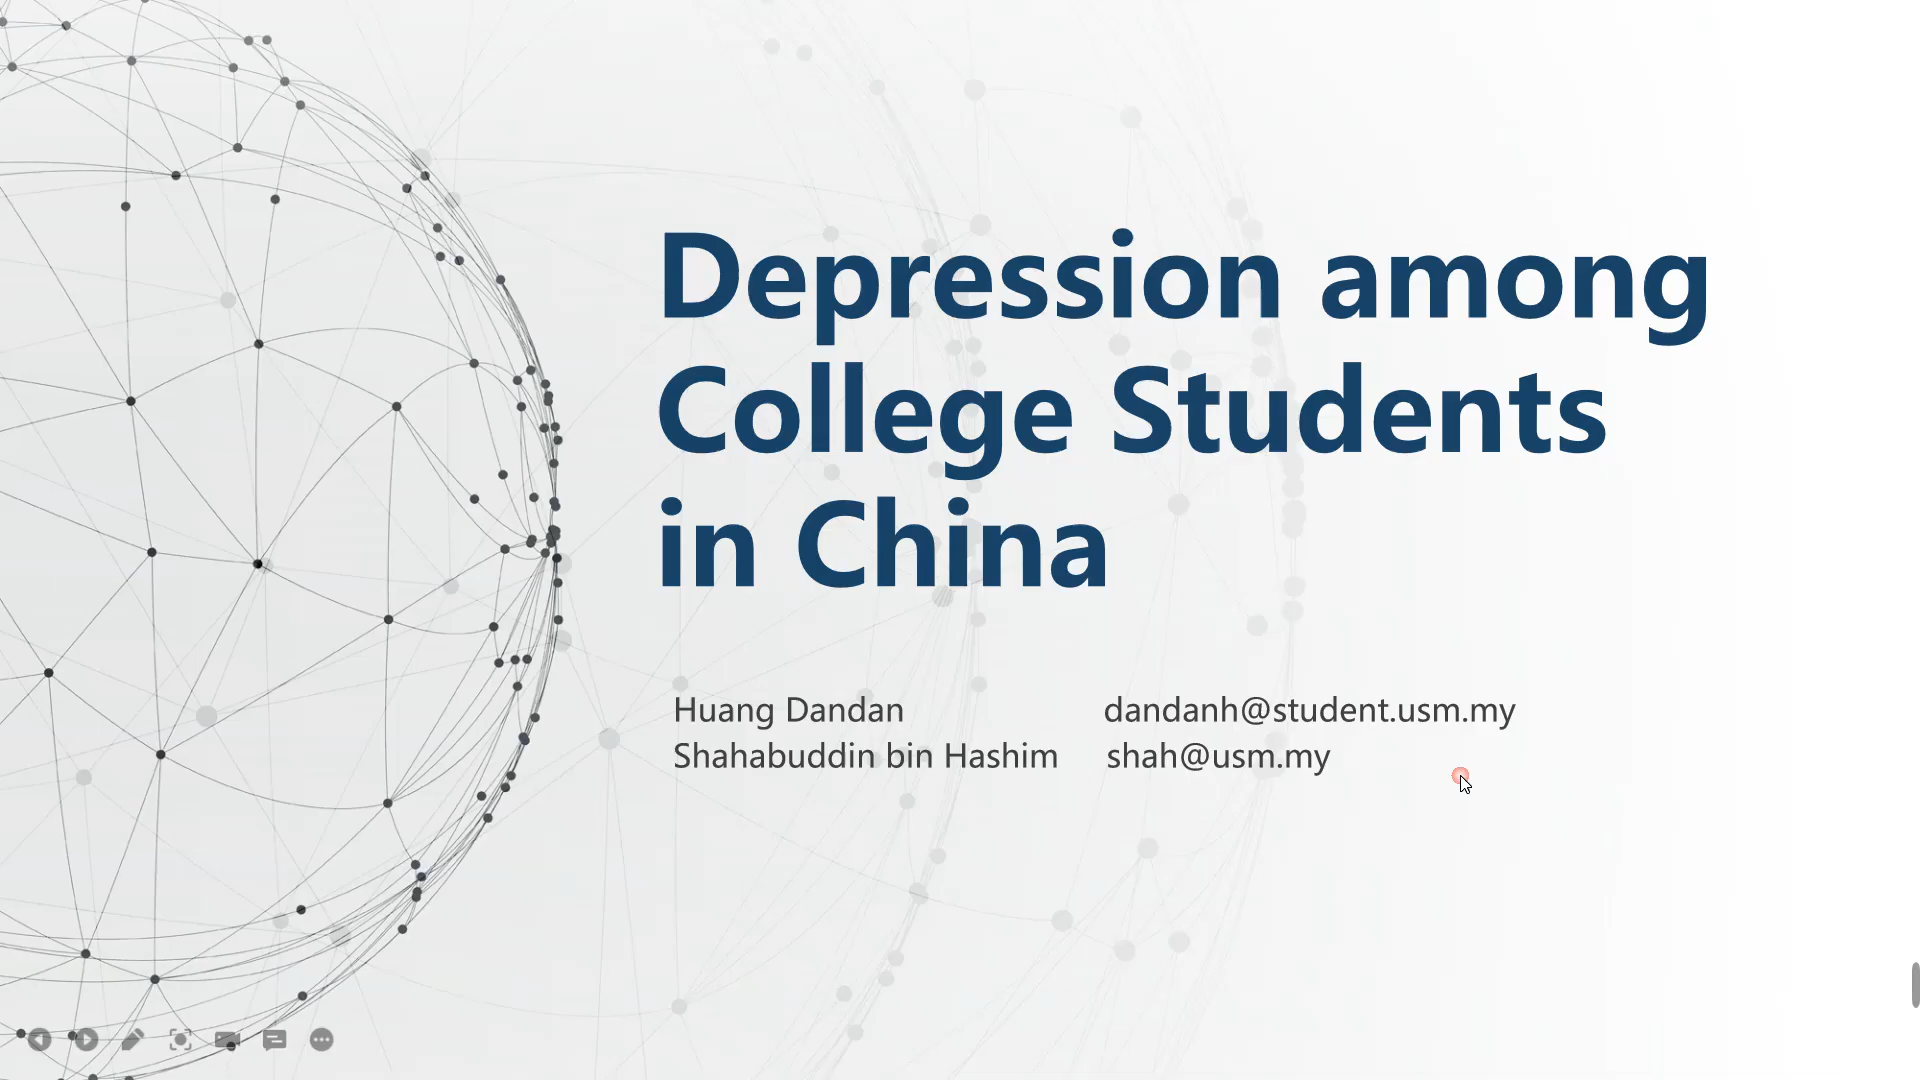 Depression among
College Students
in China
Huang Dandan dandanh@student.usm.my
Shahabuddin bin Hashim shah@usm.my